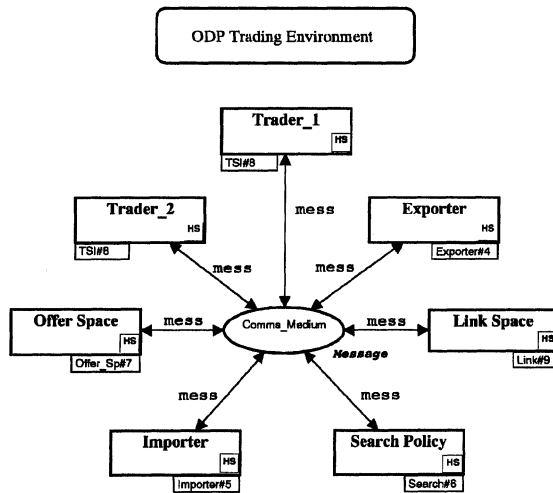 ODP Trading Environment
Trader_1
HS
TSI#8
mess
Trader_2
HS
TSI#8
mess
Exporter
HS
Exporter#4
mess
Offer Space
HS
Offer_Sp#7
mess
Comms_Medium
Message
mess
Link Space
HS
Link#9
mess
mess
Importer
HS
Importer#5
Search Policy
HS
Search#6